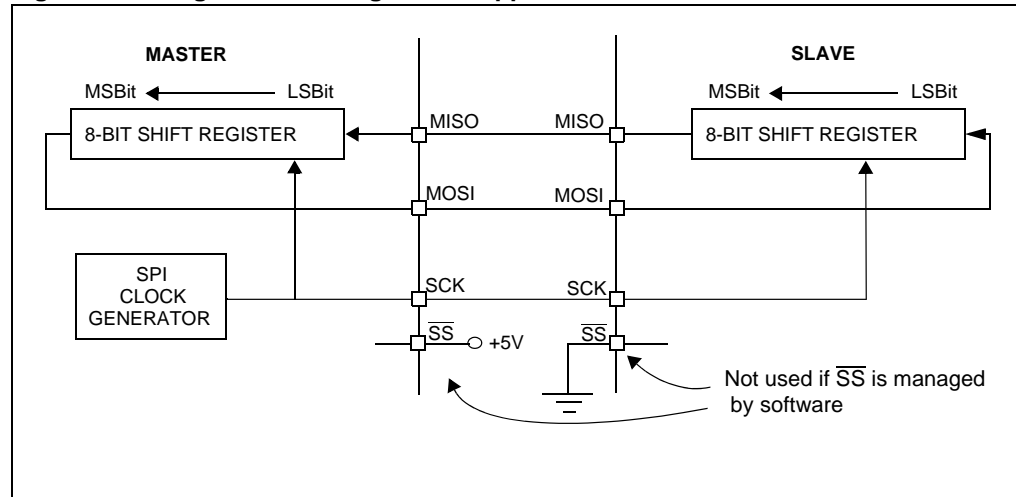 MASTER
MSBit LSBit
8-BIT SHIFT REGISTER
SPI
CLOCK
GENERATOR
MISO MISO
MOSI MOSI
SCK SCK
SS +5V SS
SLAVE
MSBit LSBit
8-BIT SHIFT REGISTER
Not used if SS is managed
by software